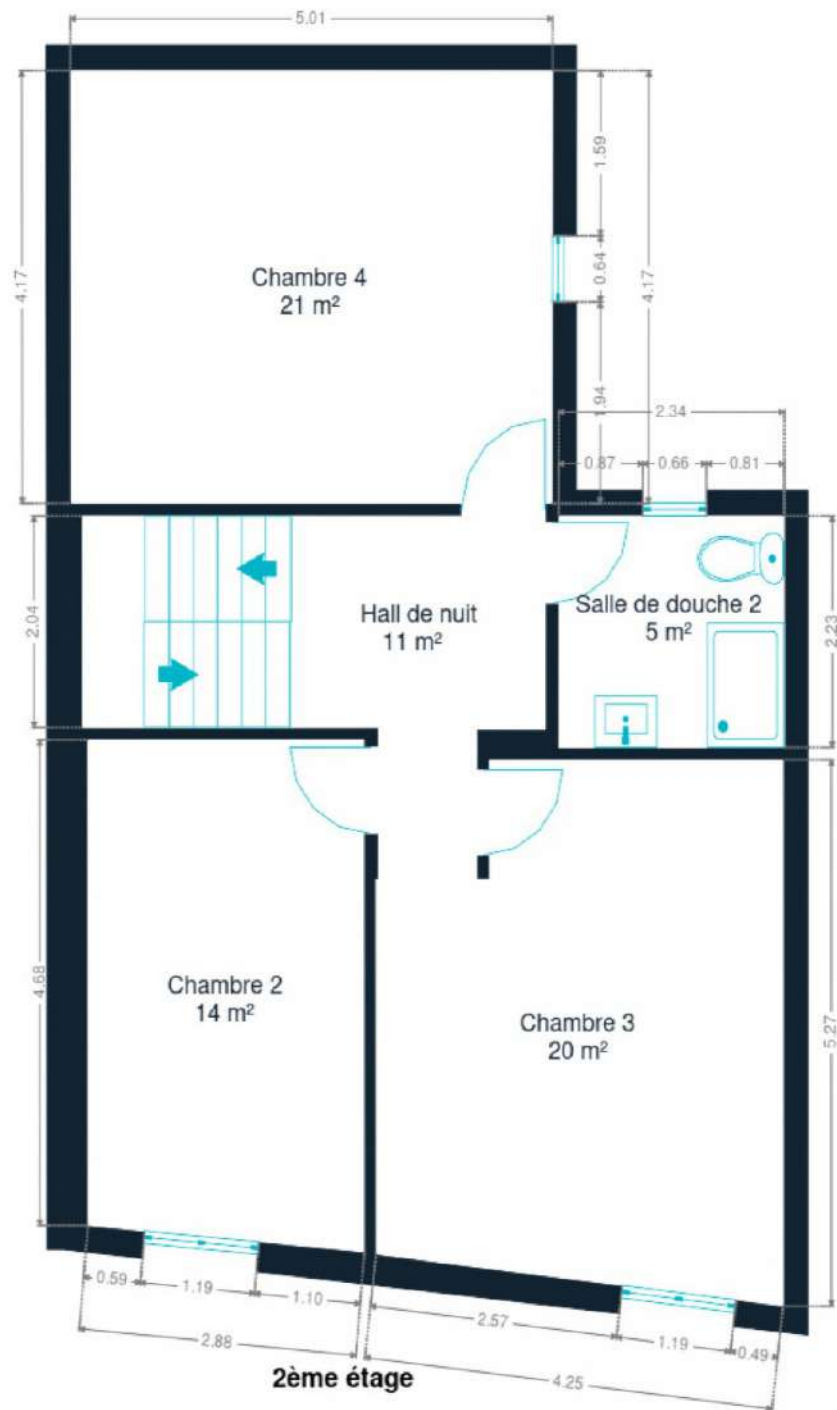 5.01
4.17
1.59
0.64
4.17
1.94
Chambre 4
21 m²
2.34
0.87
0.66
0.81
2.04
Hall de nuit
11 m²
Salle de douche 2
5 m²
2.23
4.68
Chambre 2
14 m²
Chambre 3
20 m²
5.27
0.59
1.19
1.10
2.88
2.57
1.19
0.49
4.25
2ème étage